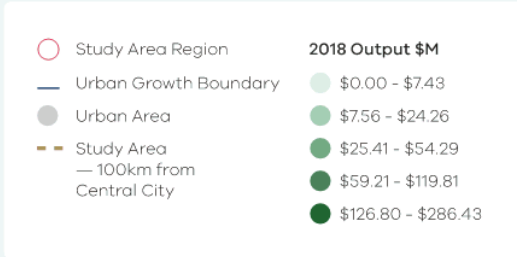 Study Area Region
Urban Growth Boundary
Urban Area
Study Area
— 100km from
Central City
2018 Output $M
$0.00 - $7.43
$7.56 - $24.26
$25.41 - $54.29
$59.21 - $119.81
$126.80 - $286.43